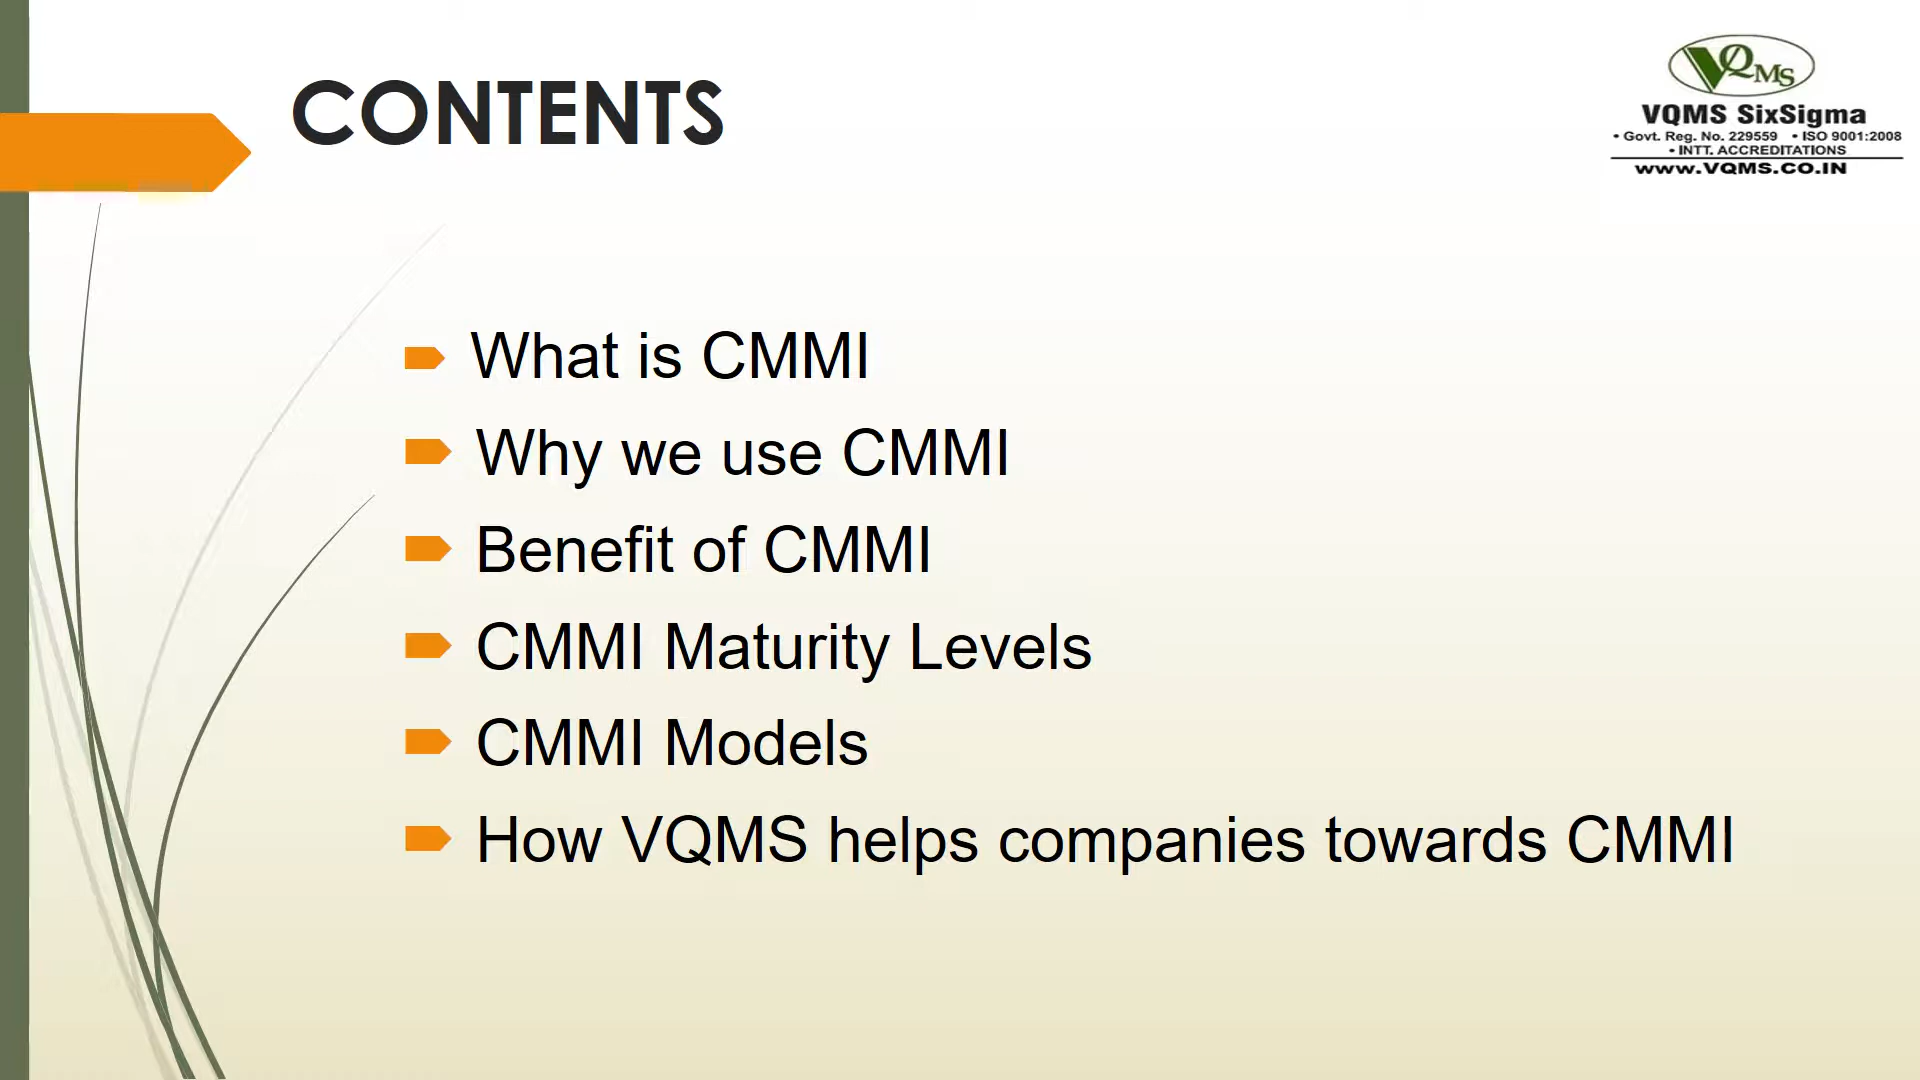 CONTENTS
VQMS
VQMS SixSigma
• Govt. Reg. No. 229559 • ISO 9001:2008
• INTT. ACCREDITATIONS
www.VQMS.CO.IN
What is CMMI
Why we use CMMI
Benefit of CMMI
CMMI Maturity Levels
CMMI Models
How VQMS helps companies towards CMMI